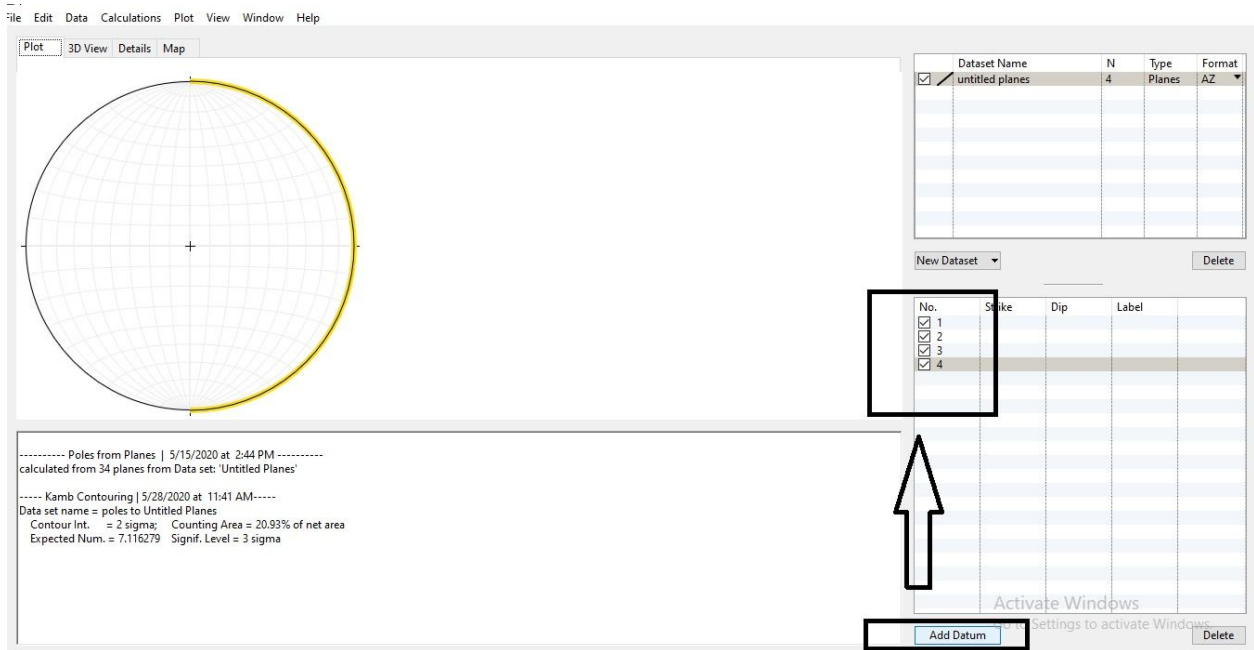 File Edit Data Calculations Plot View Window Help
Plot 3D View Details Map
Dataset Name N Type Format
untitled planes 4 Planes AZ
New Dataset Delete
No. Strike Dip Label
1
2
3
4
---------- Poles from Planes | 5/15/2020 at 2:44 PM ----------
calculated from 34 planes from Data set: 'Untitled Planes'
----- Kamb Contouring | 5/28/2020 at 11:41 AM-----
Data set name = poles to Untitled Planes
Contour Int. = 2 sigma; Counting Area = 20.93% of net area
Expected Num. = 7.116279 Signif. Level = 3 sigma
Activate Windows
Go to Settings to activate Windows.
Add Datum Delete